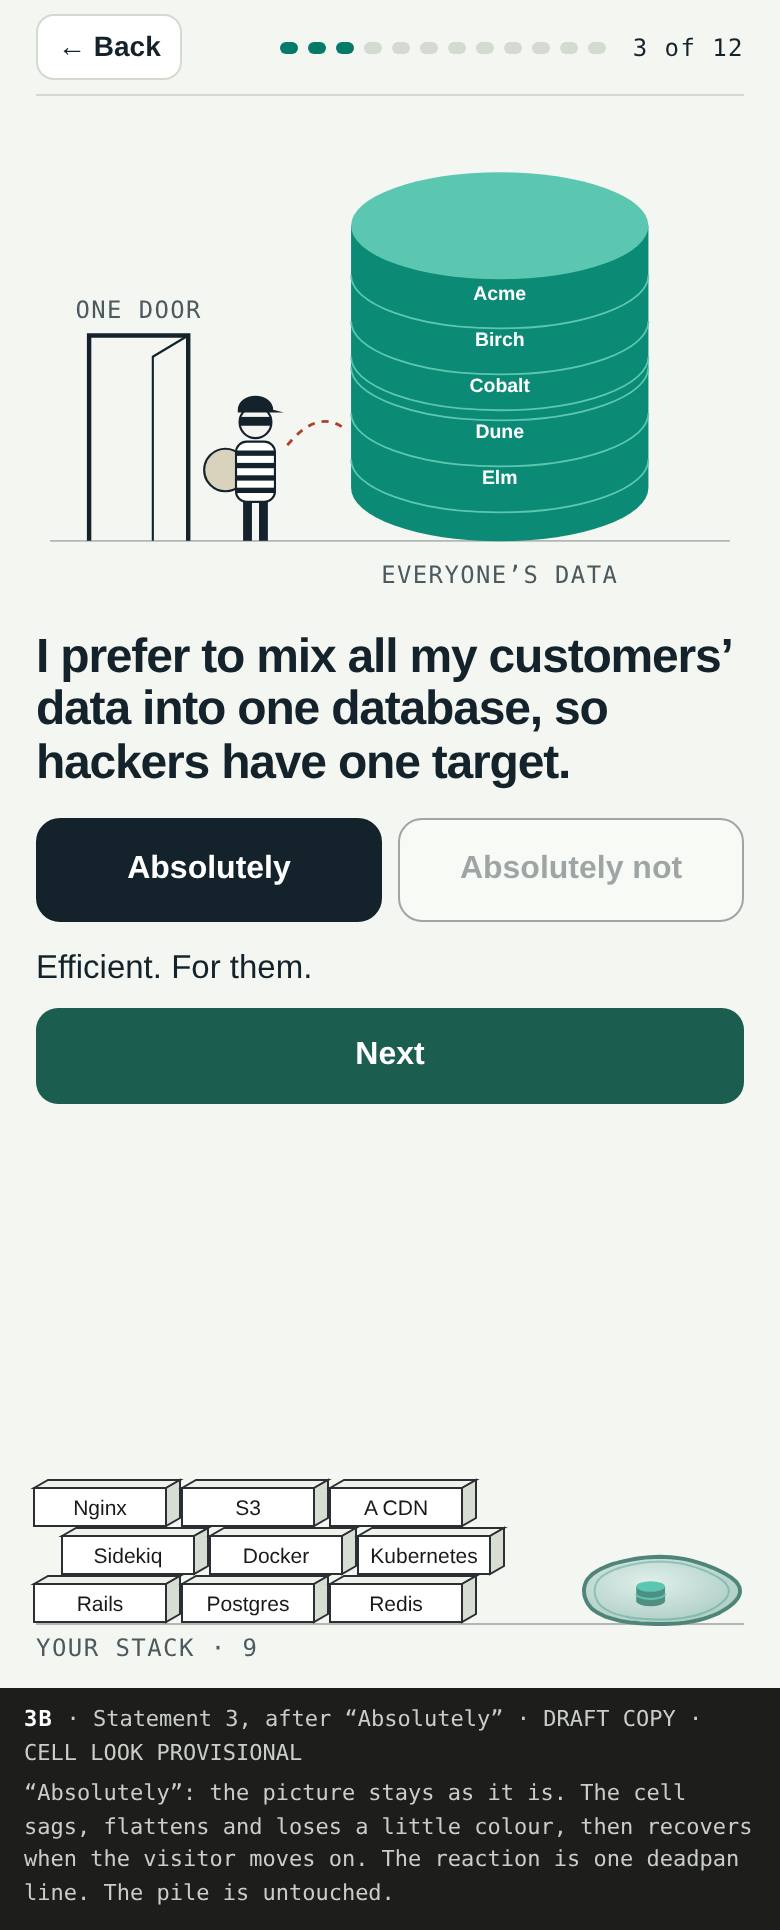 ← Back
3 of 12
ONE DOOR
Acme
Birch
Cobalt
Dune
Elm
EVERYONE’S DATA
I prefer to mix all my customers’
data into one database, so
hackers have one target.
Absolutely
Absolutely not
Efficient. For them.
Next
Nginx
S3
A CDN
Sidekiq
Docker
Kubernetes
Rails
Postgres
Redis
YOUR STACK · 9
3B · Statement 3, after “Absolutely” · DRAFT COPY ·
CELL LOOK PROVISIONAL
“Absolutely”: the picture stays as it is. The cell
sags, flattens and loses a little colour, then recovers
when the visitor moves on. The reaction is one deadpan
line. The pile is untouched.